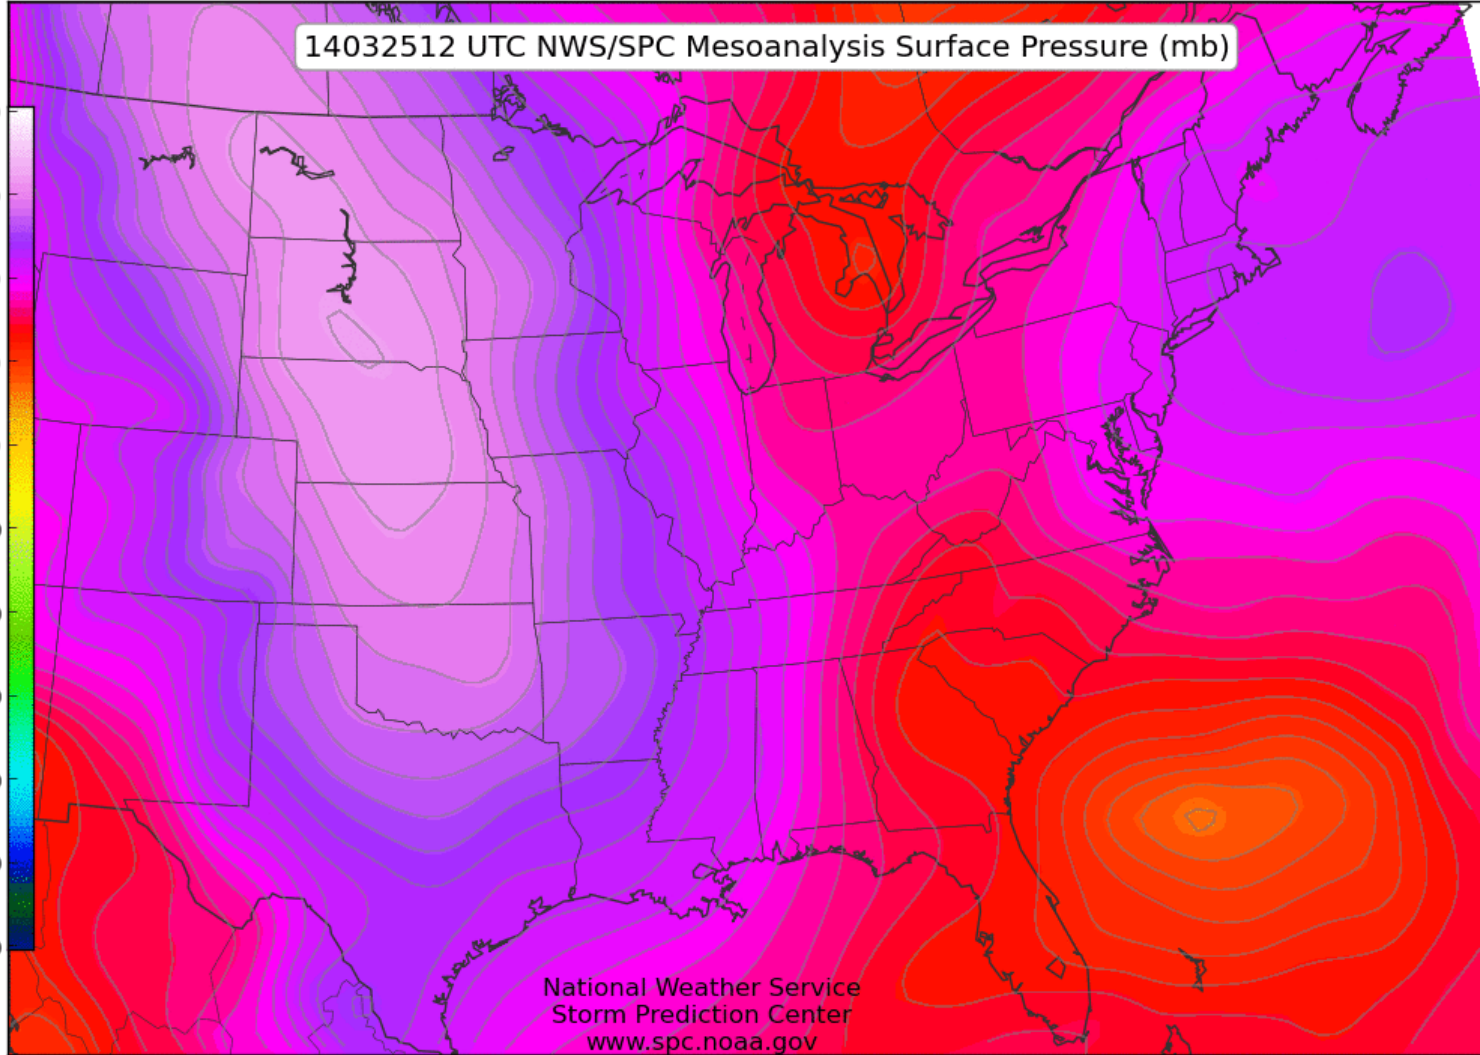 14032512 UTC NWS/SPC Mesoanalysis Surface Pressure (mb)
National Weather Service
Storm Prediction Center
www.spc.noaa.gov